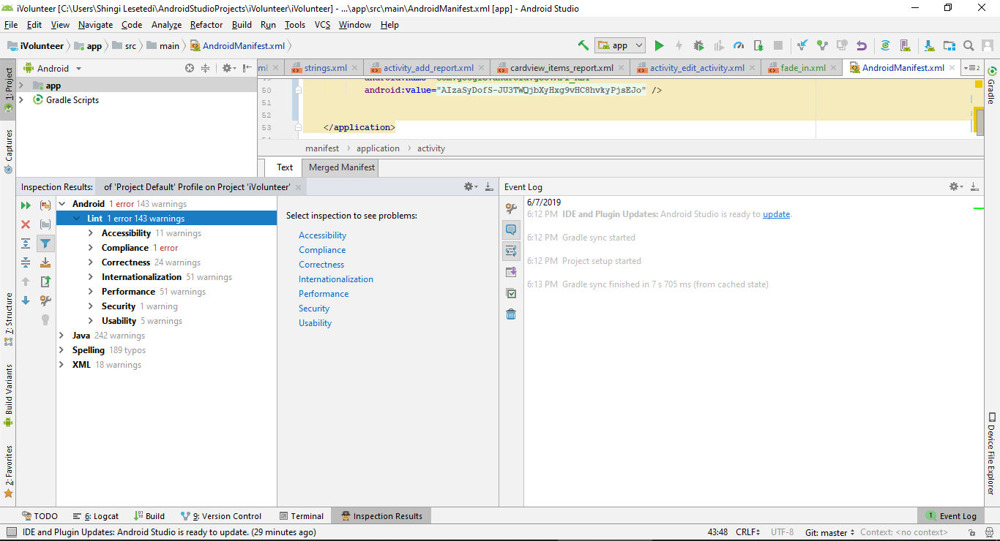 iVolunteer [C:\Users\Shingi Lesetedi\AndroidStudioProjects\iVolunteer\iVolunteer] - ...\app\src\main\AndroidManifest.xml [app] - Android Studio
File Edit View Navigate Code Analyze Refactor Build Run Tools VCS Window Help
iVolunteer app src main AndroidManifest.xml
app
1: Project
Captures
7: Structure
Build Variants
2: Favorites
Android
app
Gradle Scripts
ml strings.xml activity_add_report.xml cardview_items_report.xml activity_edit_activity.xml fade_in.xml AndroidManifest.xml
2
50 android:value="AIzaSyDofS-JU3TWQjbXyHxg9vHC8hvkyPjsEJo" />
51
52
53 </application>
manifest application activity
Text Merged Manifest
Inspection Results: of 'Project Default' Profile on Project 'iVolunteer'
Android 1 error 143 warnings
Lint 1 error 143 warnings
Accessibility 11 warnings
Compliance 1 error
Correctness 24 warnings
Internationalization 51 warnings
Performance 51 warnings
Security 1 warning
Usability 5 warnings
Java 242 warnings
Spelling 189 typos
XML 18 warnings
Select inspection to see problems:
Accessibility
Compliance
Correctness
Internationalization
Performance
Security
Usability
Event Log
6/7/2019
6:12 PM IDE and Plugin Updates: Android Studio is ready to update.
6:12 PM Gradle sync started
6:12 PM Project setup started
6:13 PM Gradle sync finished in 7 s 705 ms (from cached state)
Gradle
Device File Explorer
TODO 6: Logcat Build 9: Version Control Terminal Inspection Results 1 Event Log
IDE and Plugin Updates: Android Studio is ready to update. (29 minutes ago) 43:48 CRLF UTF-8 Git: master Context: <no context>